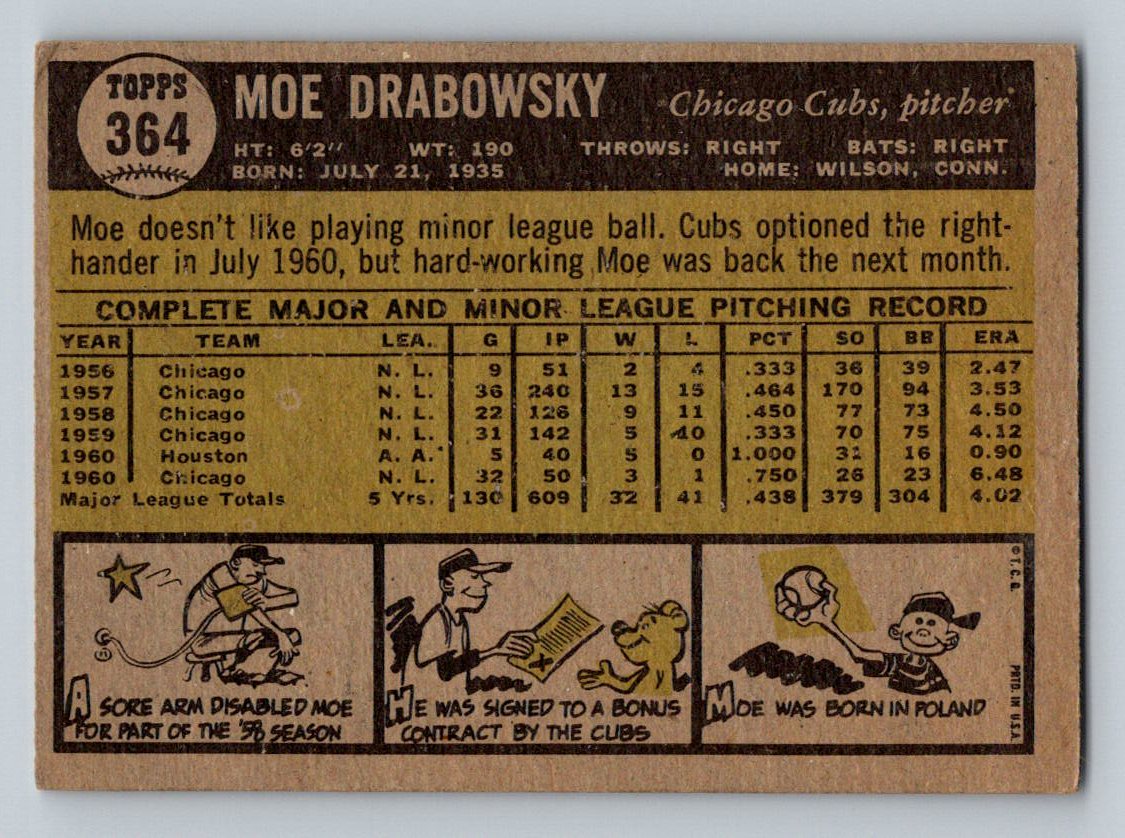 TOPPS
364
MOE DRABOWSKY
Chicago Cubs, pitcher
HT: 6'2" WT: 190 THROWS: RIGHT BATS: RIGHT
BORN: JULY 21, 1935 HOME: WILSON, CONN.
Moe doesn't like playing minor league ball. Cubs optioned the right-
hander in July 1960, but hard-working Moe was back the next month.
COMPLETE MAJOR AND MINOR LEAGUE PITCHING RECORD
YEAR TEAM LEA. G IP W L PCT SO BB ERA
1956 Chicago N. L. 9 51 2 4 .333 36 39 2.47
1957 Chicago N. L. 36 240 13 15 .464 170 94 3.53
1958 Chicago N. L. 22 126 9 11 .450 77 73 4.50
1959 Chicago N. L. 31 142 5 10 .333 70 75 4.12
1960 Houston A. A. 5 40 5 0 1.000 31 16 0.90
1960 Chicago N. L. 32 50 3 1 .750 26 23 6.48
Major League Totals 5 Yrs. 130 609 32 41 .438 379 304 4.02
A SORE ARM DISABLED MOE
FOR PART OF THE '58 SEASON
HE WAS SIGNED TO A BONUS
CONTRACT BY THE CUBS
MOE WAS BORN IN POLAND
© T. C. G.
PRTD. IN U.S.A.